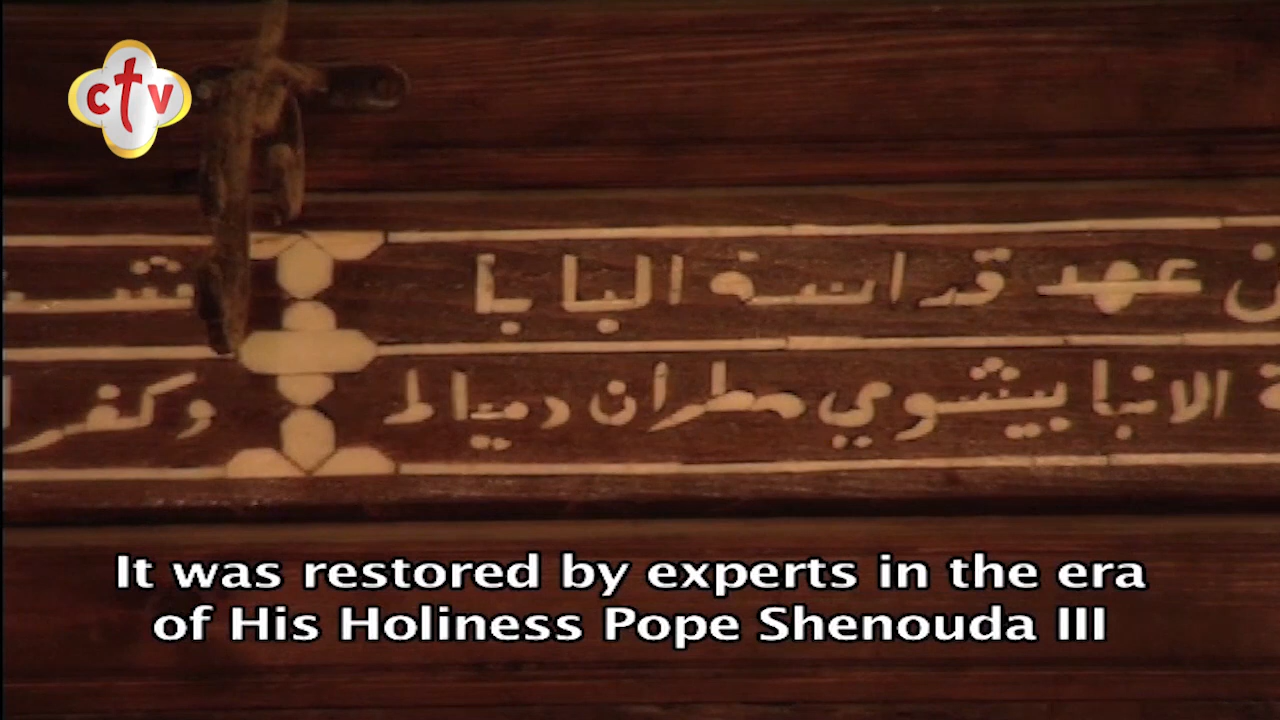 ctv
عهد قداسة البابا
الانبا بيشوي مطران دمياط وكفر
It was restored by experts in the era
of His Holiness Pope Shenouda III